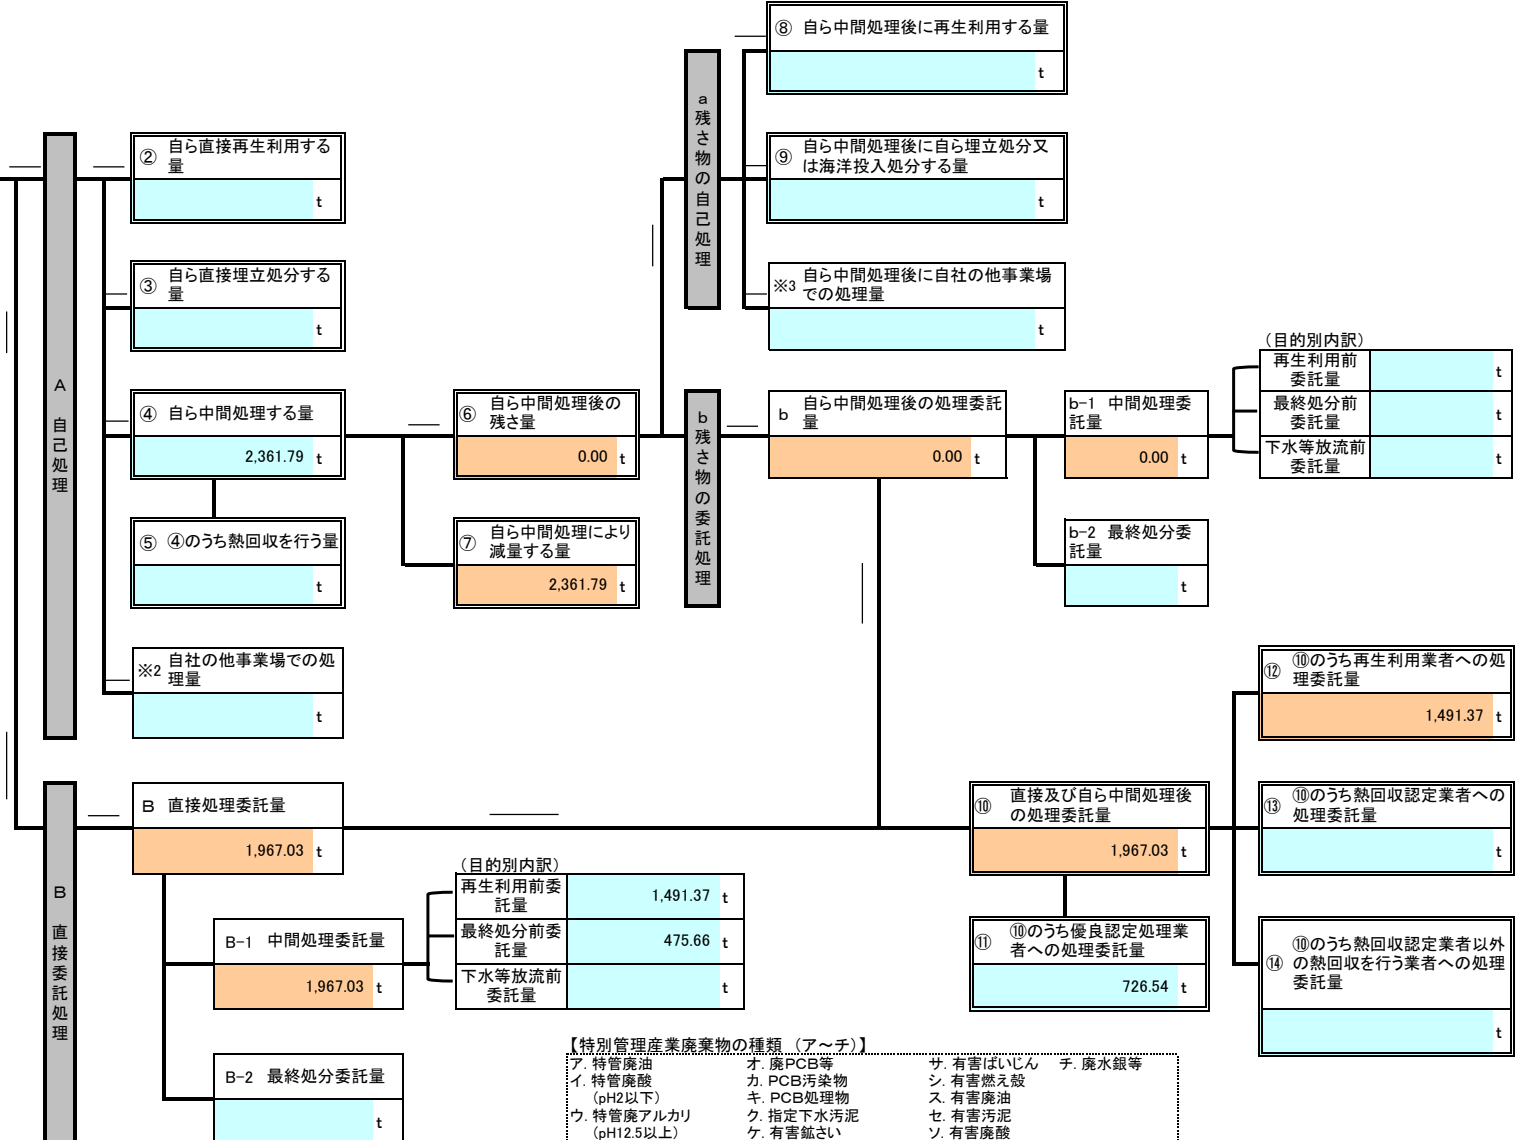 ⑧ 自ら中間処理後に再生利用する量
t
a 残さ物の自己処理
② 自ら直接再生利用する
量
t
⑨ 自ら中間処理後に自ら埋立処分又
は海洋投入処分する量
t
③ 自ら直接埋立処分する
量
t
※3 自ら中間処理後に自社の他事業場
での処理量
t
A 自己処理
④ 自ら中間処理する量
2,361.79 t
⑥ 自ら中間処理後の
残さ量
0.00 t
b 残さ物の委託処理
b 自ら中間処理後の処理委託
量
0.00 t
b-1 中間処理委
託量
0.00 t
(目的別内訳)
再生利用前
委託量
t
最終処分前
委託量
t
下水等放流前
委託量
t
⑤ ④のうち熱回収を行う量
t
⑦ 自ら中間処理により
減量する量
2,361.79 t
b-2 最終処分委
託量
t
※2 自社の他事業場での処
理量
t
⑫ ⑩のうち再生利用業者への処
理委託量
1,491.37 t
B 直接委託処理
B 直接処理委託量
1,967.03 t
⑩ 直接及び自ら中間処理後
の処理委託量
1,967.03 t
⑬ ⑩のうち熱回収認定業者への
処理委託量
t
(目的別内訳)
再生利用前委
託量
1,491.37 t
最終処分前委
託量
475.66 t
下水等放流前
委託量
t
B-1 中間処理委託量
1,967.03 t
⑪ ⑩のうち優良認定処理業
者への処理委託量
726.54 t
⑭ ⑩のうち熱回収認定業者以外
の熱回収を行う業者への処理
委託量
t
B-2 最終処分委託量
t
【特別管理産業廃棄物の種類 (ア～チ)】
ア. 特管廃油 オ. 廃PCB等 サ. 有害ばいじん チ. 廃水銀等
イ. 特管廃酸 カ. PCB汚染物 シ. 有害燃え殻
(pH2以下) キ. PCB処理物 ス. 有害廃油
ウ. 特管廃アルカリ ク. 指定下水汚泥 セ. 有害汚泥
(pH12.5以上) ケ. 有害鉱さい ソ. 有害廃酸